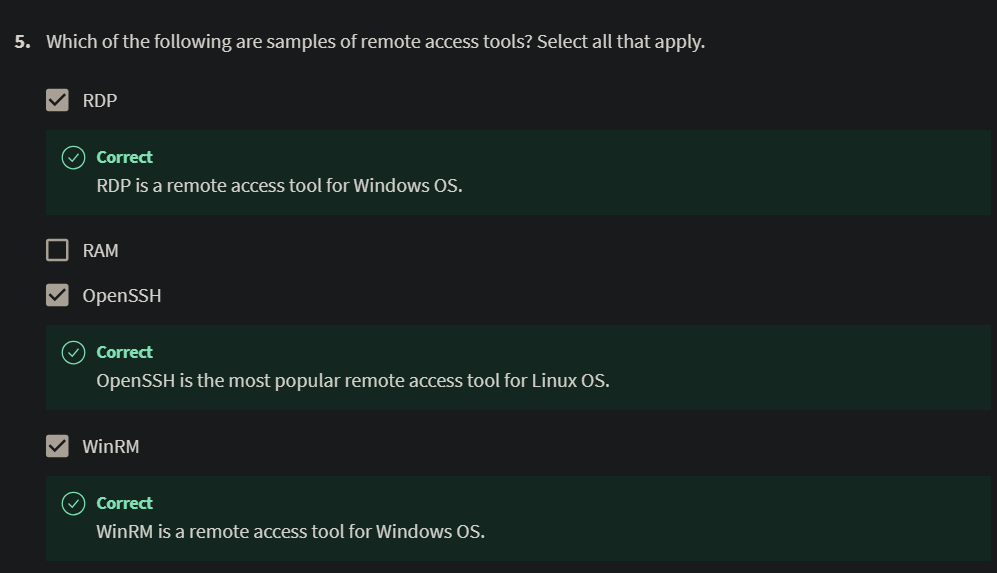 5. Which of the following are samples of remote access tools? Select all that apply.
RDP
Correct
RDP is a remote access tool for Windows OS.
RAM
OpenSSH
Correct
OpenSSH is the most popular remote access tool for Linux OS.
WinRM
Correct
WinRM is a remote access tool for Windows OS.